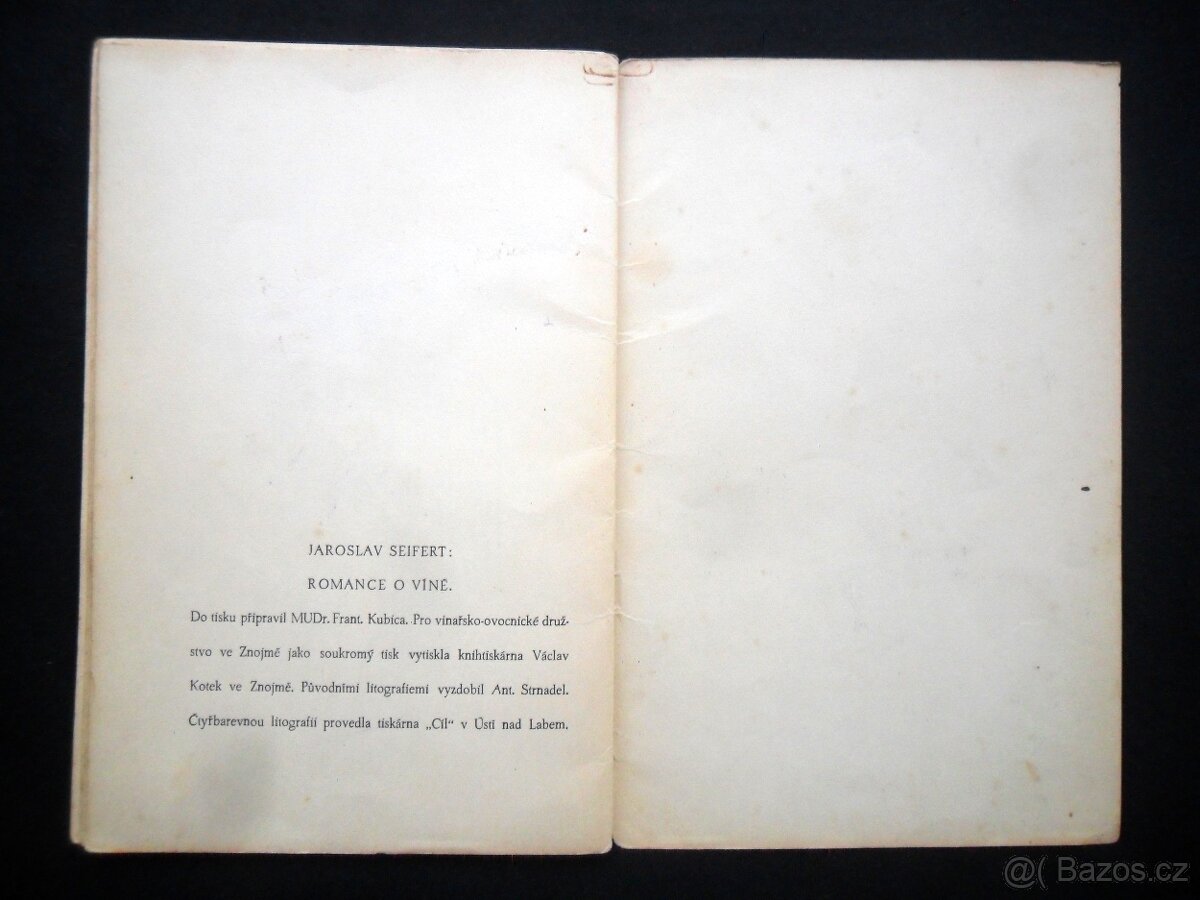 JAROSLAV SEIFERT:
ROMANCE O VÍNĚ.
Do tisku připravil MUDr. Frant. Kubica. Pro vinařsko-ovocnické druž-
stvo ve Znojmě jako soukromý tisk vytiskla knihtiskárna Václav
Kotek ve Znojmě. Původními litografiemi vyzdobil Ant. Strnadel.
Čtyřbarevnou litografii provedla tiskárna „Cíl“ v Ústí nad Labem.
@( Bazos.cz